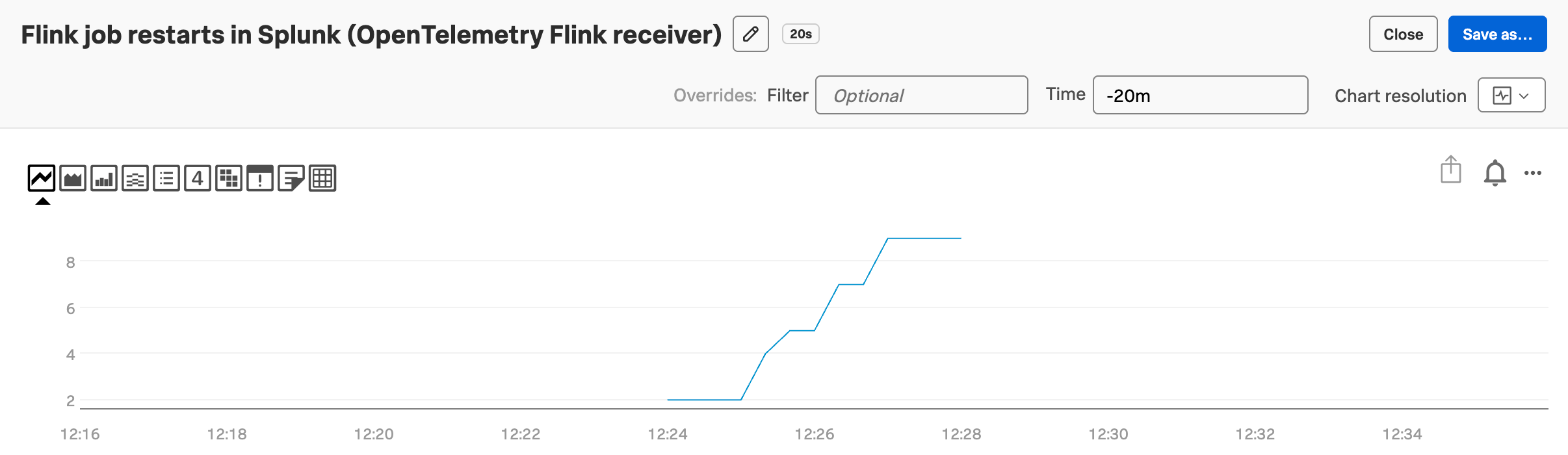 Flink job restarts in Splunk (OpenTelemetry Flink receiver) 20s Close Save as...
Overrides: Filter Optional Time -20m Chart resolution
4
8
6
4
2
12:16 12:18 12:20 12:22 12:24 12:26 12:28 12:30 12:32 12:34